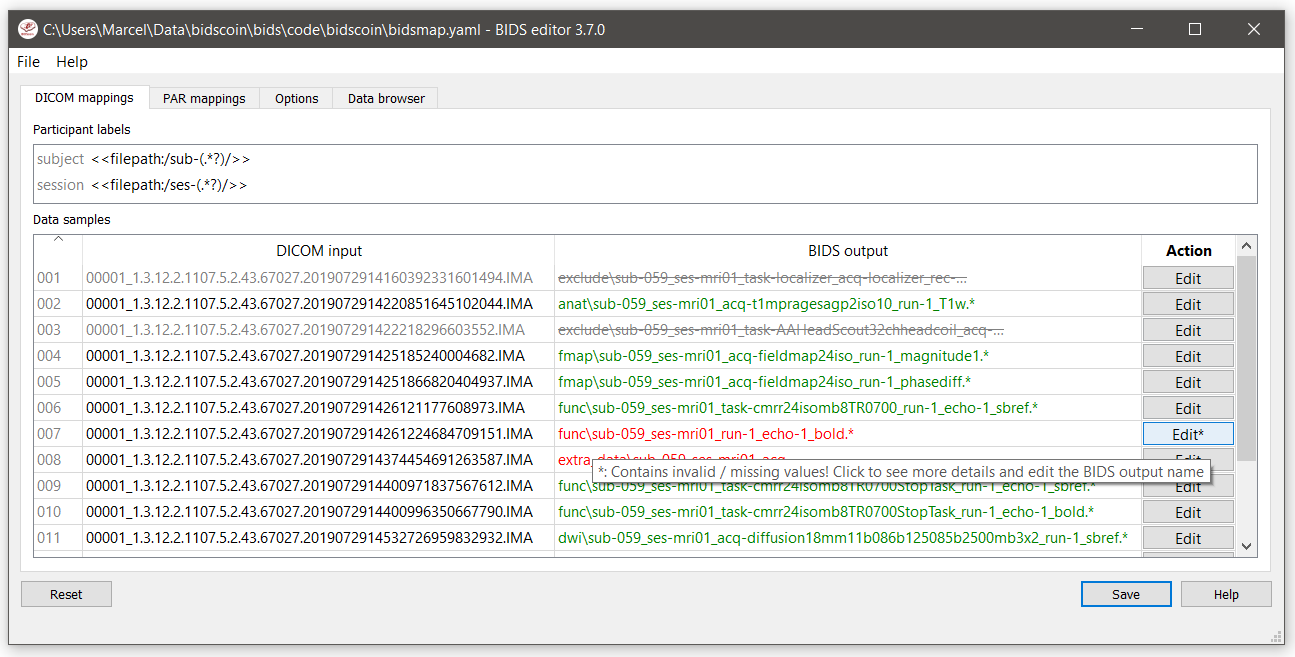 C:\Users\Marcel\Data\bidscoin\bids\code\bidscoin\bidsmap.yaml - BIDS editor 3.7.0
File Help
DICOM mappings PAR mappings Options Data browser
Participant labels
subject <<filepath:/sub-(.*?)/>>
session <<filepath:/ses-(.*?)/>>
Data samples
DICOM input BIDS output Action
001 00001_1.3.12.2.1107.5.2.43.67027.2019072914160392331601494.IMA exclude\sub-059_ses-mri01_task-localizer_acq-localizer_rec-... Edit
002 00001_1.3.12.2.1107.5.2.43.67027.2019072914220851645102044.IMA anat\sub-059_ses-mri01_acq-t1mpragesagp2iso10_run-1_T1w.* Edit
003 00001_1.3.12.2.1107.5.2.43.67027.201907291422218296603552.IMA exclude\sub-059_ses-mri01_task-AAHeadScout32chheadcoil_acq-... Edit
004 00001_1.3.12.2.1107.5.2.43.67027.201907291425185240004682.IMA fmap\sub-059_ses-mri01_acq-fieldmap24iso_run-1_magnitude1.* Edit
005 00001_1.3.12.2.1107.5.2.43.67027.2019072914251866820404937.IMA fmap\sub-059_ses-mri01_acq-fieldmap24iso_run-1_phasediff.* Edit
006 00001_1.3.12.2.1107.5.2.43.67027.201907291426121177608973.IMA func\sub-059_ses-mri01_task-cmrr24isomb8TR0700_run-1_echo-1_sbref.* Edit
007 00001_1.3.12.2.1107.5.2.43.67027.2019072914261224684709151.IMA func\sub-059_ses-mri01_run-1_echo-1_bold.* Edit*
008 00001_1.3.12.2.1107.5.2.43.67027.2019072914374454691263587.IMA extra_data\sub-059_ses-mri01_acq Edit
*: Contains invalid / missing values! Click to see more details and edit the BIDS output name
009 00001_1.3.12.2.1107.5.2.43.67027.2019072914400971837567612.IMA func\sub-059_ses-mri01_task-cmrr24isomb8TR0700StopTask_run-1_echo-1_sbref.* Edit
010 00001_1.3.12.2.1107.5.2.43.67027.2019072914400996350667790.IMA func\sub-059_ses-mri01_task-cmrr24isomb8TR0700StopTask_run-1_echo-1_bold.* Edit
011 00001_1.3.12.2.1107.5.2.43.67027.2019072914532726959832932.IMA dwi\sub-059_ses-mri01_acq-diffusion18mm11b086b125085b2500mb3x2_run-1_sbref.* Edit
Reset Save Help